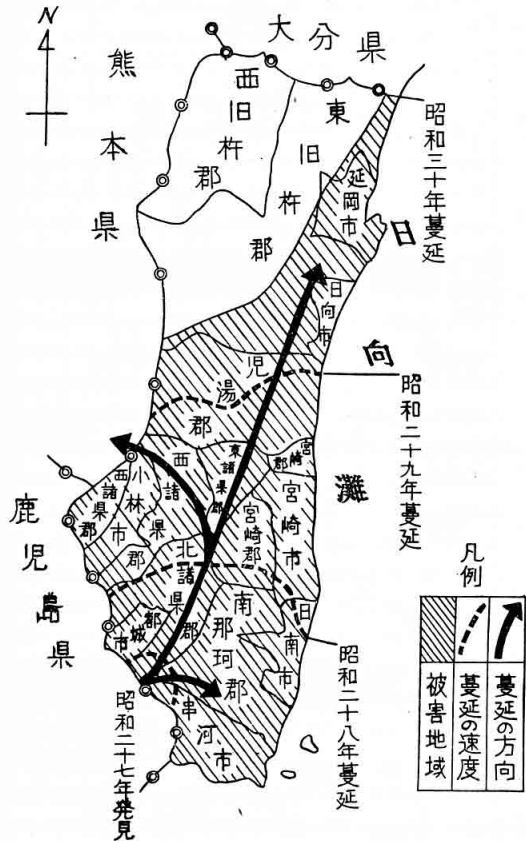 N
大分県
熊本県
西旧杵郡
東旧杵郡
延岡市
昭和三十年蔓延
日向灘
日向市
児湯郡
昭和二十九年蔓延
西諸県郡
小林市
西諸県郡
東諸県郡
宮崎郡
宮崎市
宮崎郡
鹿児島県
北諸県郡
都城市
南那珂郡
日南市
昭和二十八年蔓延
串河市
昭和二十七年発見
凡例
蔓延の方向
蔓延の速度
被害地域